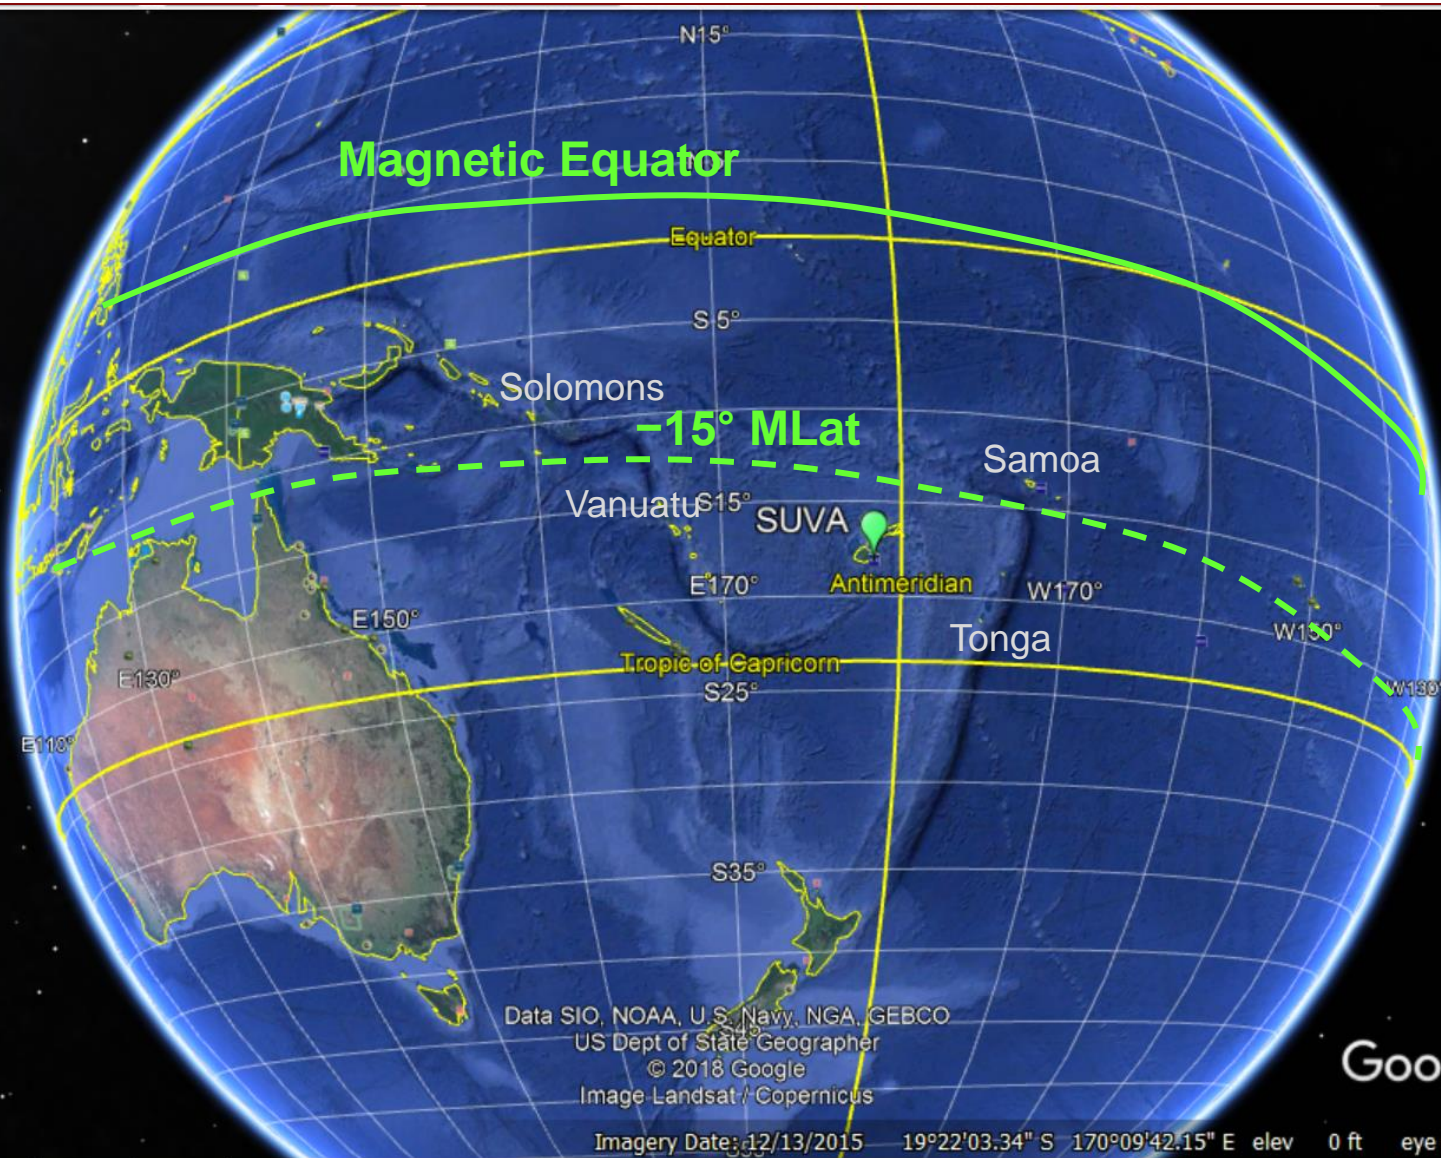 N15°
Magnetic Equator
N5°
Equator
S 5°
Solomons
−15° MLat
Samoa
Vanuatu
S15°
SUVA
E170°
Antimeridian
W170°
E150°
W150°
Tonga
Tropic of Capricorn
E130°
S25°
W130°
E110°
S35°
Data SIO, NOAA, U.S. Navy, NGA, GEBCO
S45°
US Dept of State Geographer
© 2018 Google
Goo
Image Landsat / Copernicus
Imagery Date: 12/13/2015 19°22'03.34" S 170°09'42.15" E elev 0 ft eye